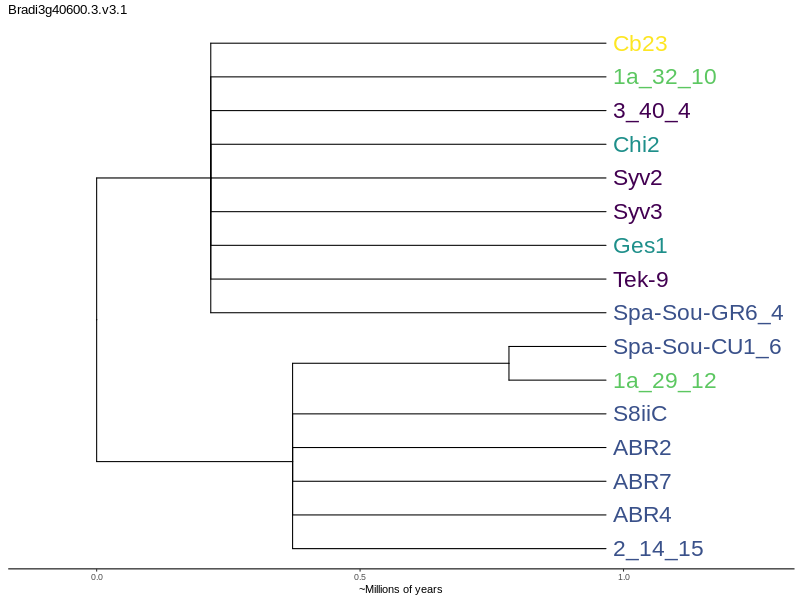 Bradi3g40600.3.v3.1
Cb23
1a_32_10
3_40_4
Chi2
Syv2
Syv3
Ges1
Tek-9
Spa-Sou-GR6_4
Spa-Sou-CU1_6
1a_29_12
S8iiC
ABR2
ABR7
ABR4
2_14_15
0.0 0.5 1.0
~Millions of years